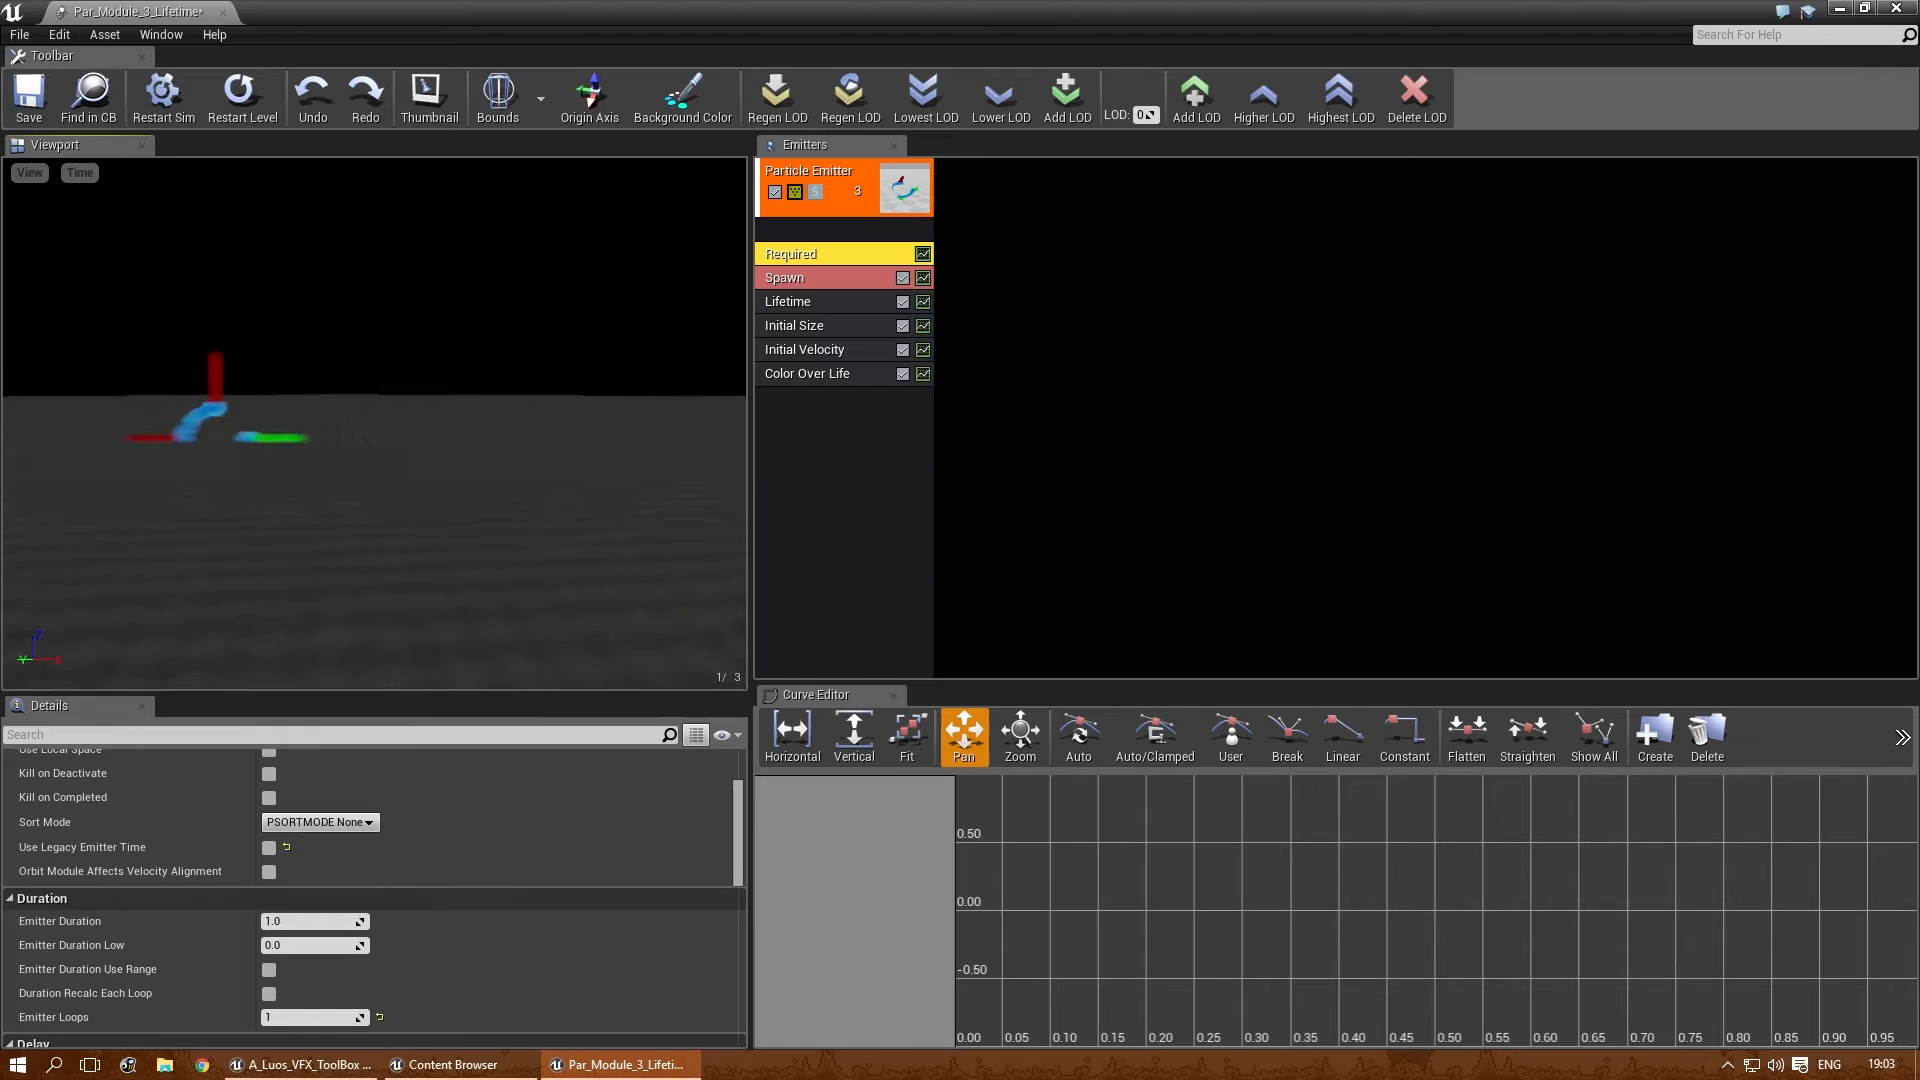 Par_Module_3_Lifetime*
File Edit Asset Window Help
Search For Help
Toolbar
Save Find in CB Restart Sim Restart Level Undo Redo Thumbnail Bounds Origin Axis Background Color Regen LOD Regen LOD Lowest LOD Lower LOD Add LOD LOD: 0 Add LOD Higher LOD Highest LOD Delete LOD
Viewport
View Time
Z
Y X
1/ 3
Emitters
Particle Emitter
S 3
Required
Spawn
Lifetime
Initial Size
Initial Velocity
Color Over Life
Details
Search
Use Local Space
Kill on Deactivate
Kill on Completed
Sort Mode PSORTMODE None
Use Legacy Emitter Time
Orbit Module Affects Velocity Alignment
Duration
Emitter Duration 1.0
Emitter Duration Low 0.0
Emitter Duration Use Range
Duration Recalc Each Loop
Emitter Loops 1
Delay
Curve Editor
Horizontal Vertical Fit Pan Zoom Auto Auto/Clamped User Break Linear Constant Flatten Straighten Show All Create Delete
0.50
0.00
-0.50
0.00 0.05 0.10 0.15 0.20 0.25 0.30 0.35 0.40 0.45 0.50 0.55 0.60 0.65 0.70 0.75 0.80 0.85 0.90 0.95
A_Luos_VFX_ToolBox ... Content Browser Par_Module_3_Lifeti... ENG 19:03